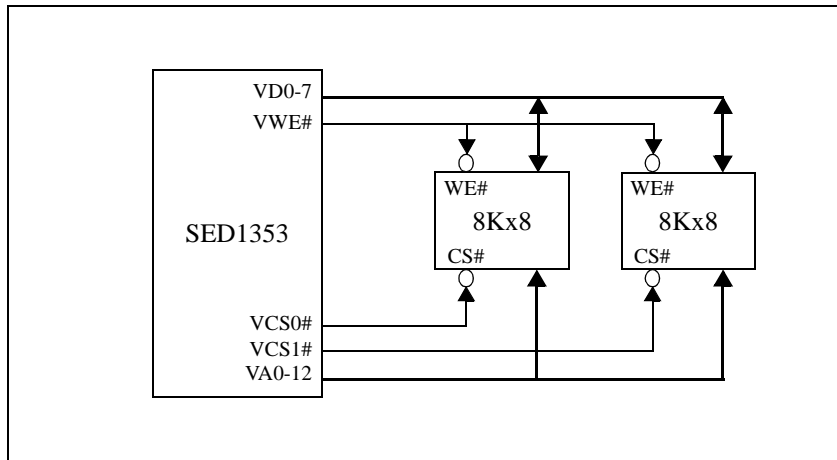 VD0-7
VWE#
SED1353
VCS0#
VCS1#
VA0-12
WE#
8Kx8
CS#
WE#
8Kx8
CS#